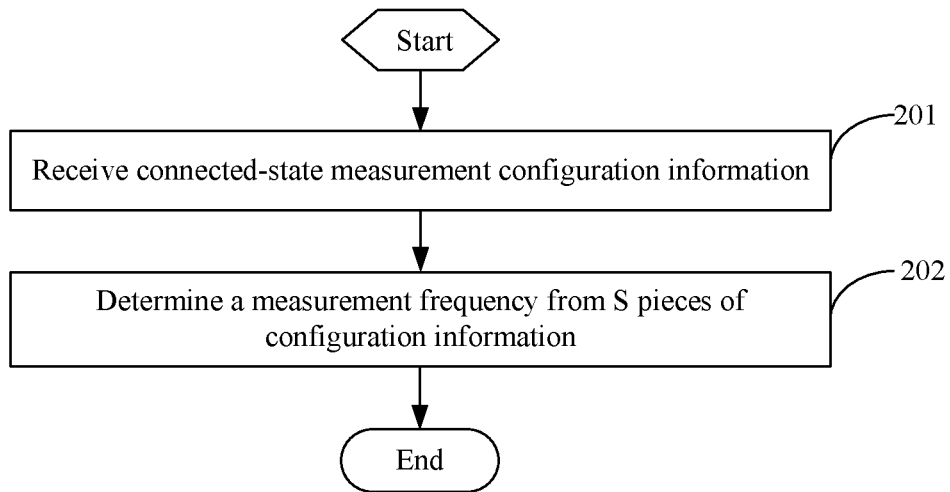 Start
201
Receive connected-state measurement configuration information
202
Determine a measurement frequency from S pieces of
configuration information
End